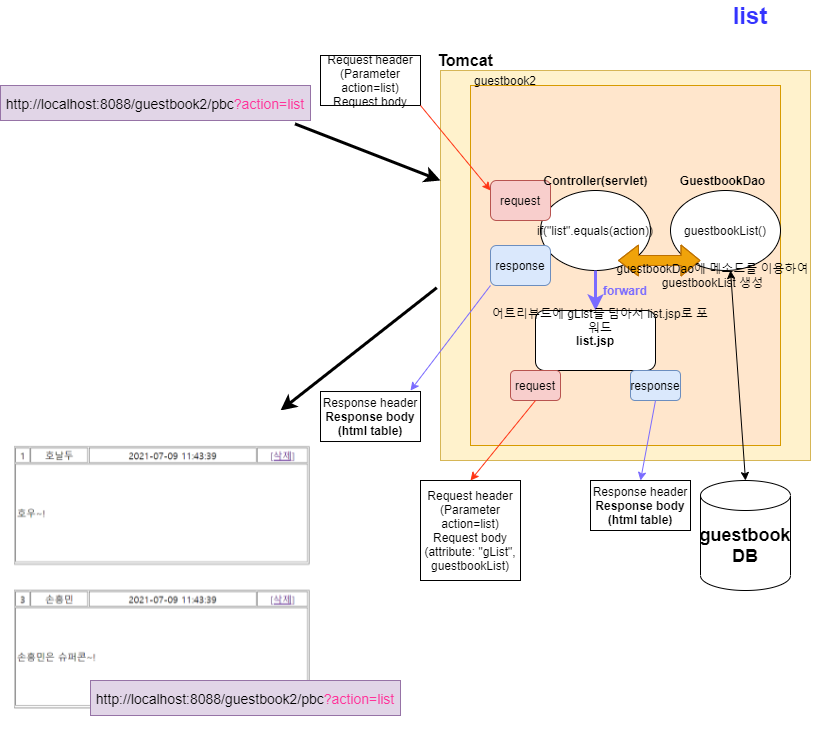 list
Tomcat
Request header
(Parameter
action=list)
Request body
guestbook2
http://localhost:8088/guestbook2/pbc?action=list
Controller(servlet)
GuestbookDao
request
if("list".equals(action))
guestbookList()
response
guestbookDao에 메소드를 이용하여
guestbookList 생성
forward
어트리뷰트에 gList를 담아서 list.jsp로 포
워드
list.jsp
request
response
Response header
Response body
(html table)
1 호날두 2021-07-09 11:43:39 [삭제]
호우~!
Request header
(Parameter
action=list)
Request body
(attribute: "gList",
guestbookList)
Response header
Response body
(html table)
guestbook
DB
3 손흥민 2021-07-09 11:43:39 [삭제]
손흥민은 슈퍼콘~!
http://localhost:8088/guestbook2/pbc?action=list